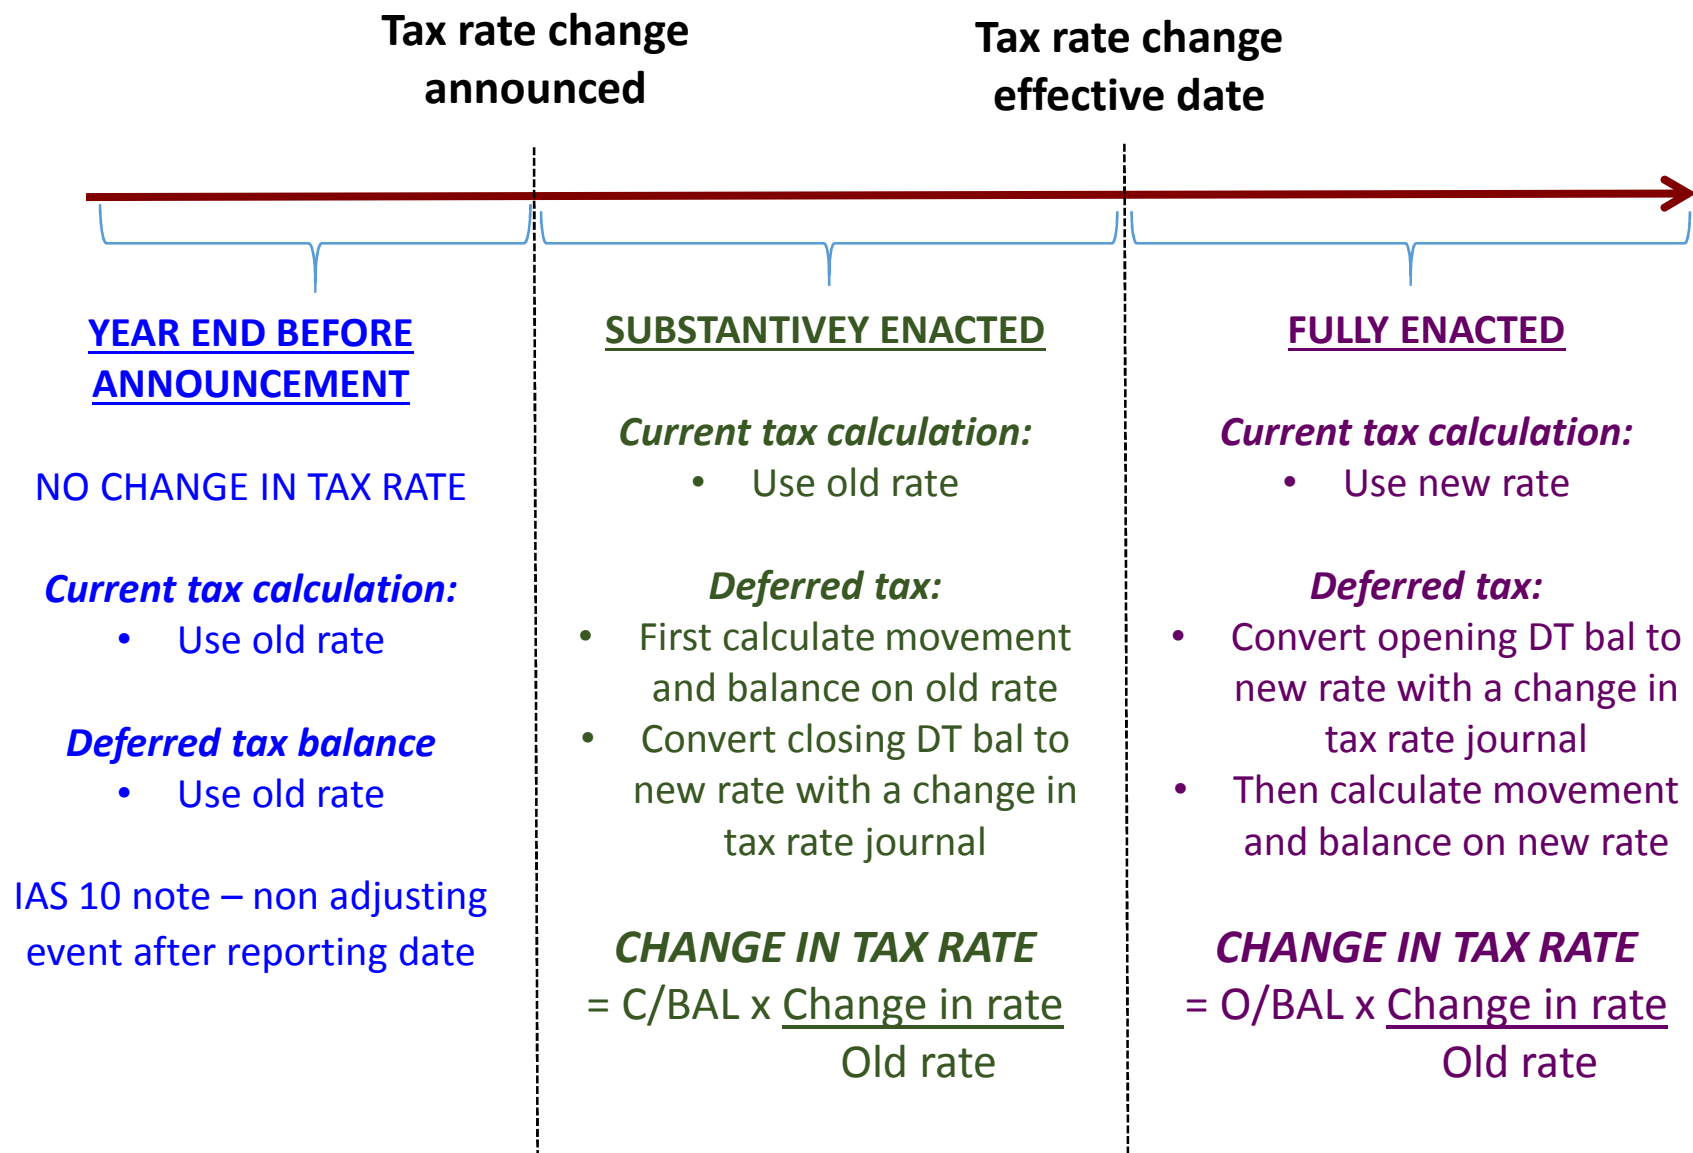 Tax rate change
announced
Tax rate change
effective date
YEAR END BEFORE
ANNOUNCEMENT
NO CHANGE IN TAX RATE
Current tax calculation:
• Use old rate
Deferred tax balance
• Use old rate
IAS 10 note – non adjusting
event after reporting date
SUBSTANTIVEY ENACTED
Current tax calculation:
• Use old rate
Deferred tax:
• First calculate movement
and balance on old rate
• Convert closing DT bal to
new rate with a change in
tax rate journal
CHANGE IN TAX RATE
= C/BAL x Change in rate
Old rate
FULLY ENACTED
Current tax calculation:
• Use new rate
Deferred tax:
• Convert opening DT bal to
new rate with a change in
tax rate journal
• Then calculate movement
and balance on new rate
CHANGE IN TAX RATE
= O/BAL x Change in rate
Old rate